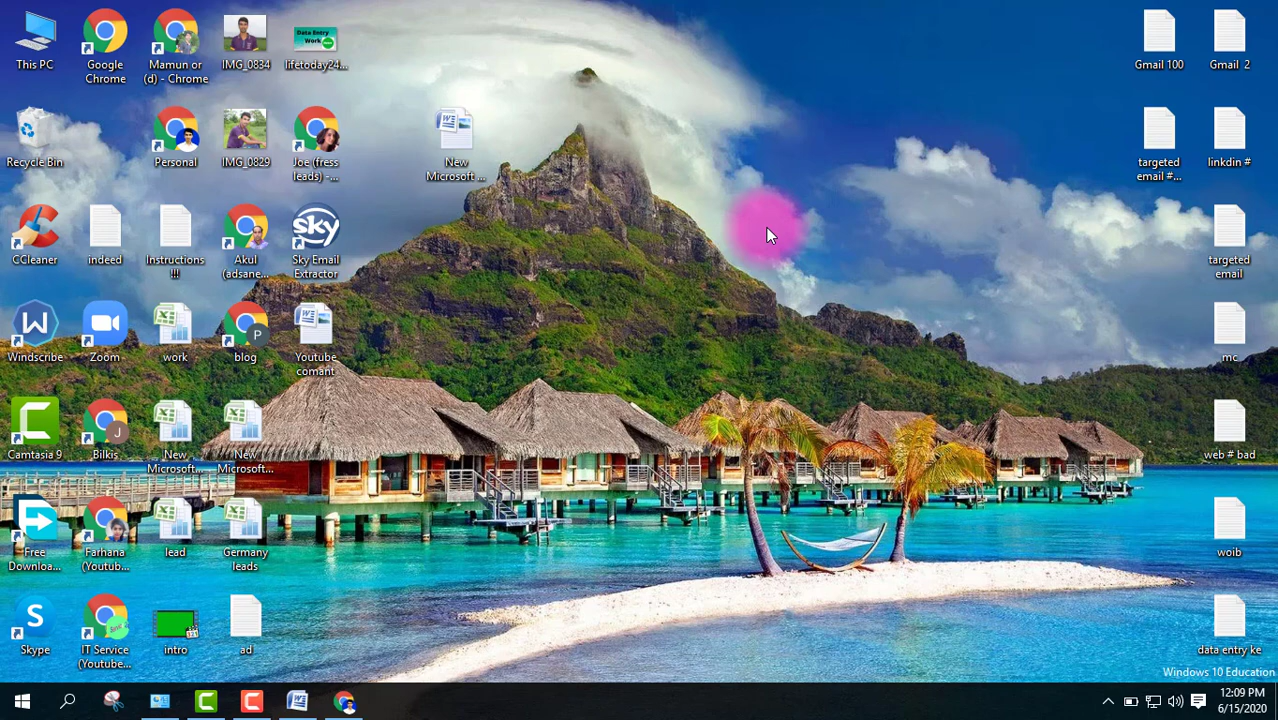 This PC
Google
Chrome
Mamun or
(d) - Chrome
IMG_0834
Data Entry
Work
lifetoday24...
Gmail 100
Gmail 2
Recycle Bin
Personal
IMG_0829
Joe (fress
leads) -...
New
Microsoft ...
targeted
email #...
linkdin #
CCleaner
indeed
Instructions
!!!
Akul
(adsane...
sky
Sky Email
Extractor
targeted
email
Windscribe
Zoom
work
P
blog
Youtube
comant
mc
Camtasia 9
J
Bilkis
New
Microsoft...
New
Microsoft...
web # bad
Free
Downloa...
Farhana
(Youtub...
lead
Germany
leads
woib
Skype
IT Service
(Youtube...
intro
ad
data entry ke
Windows 10 Education
12:09 PM
6/15/2020